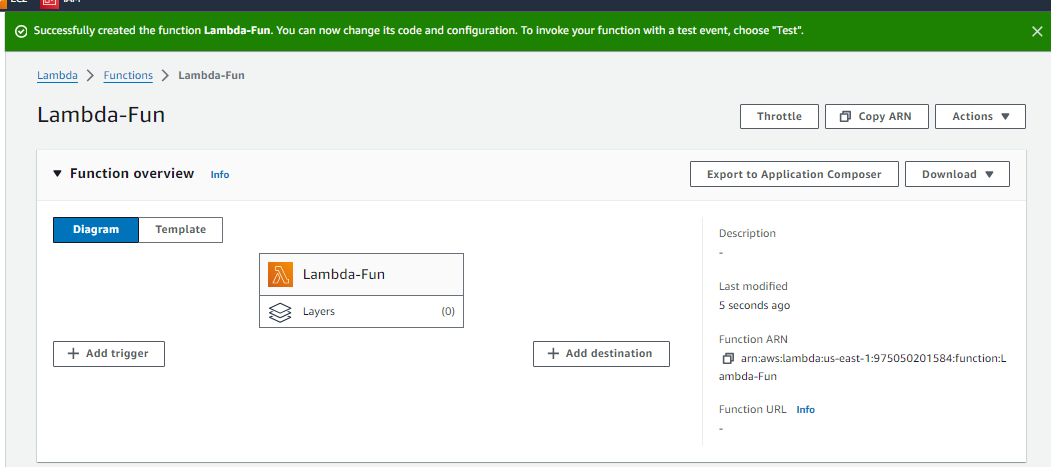 EC2 IAM
Successfully created the function Lambda-Fun. You can now change its code and configuration. To invoke your function with a test event, choose "Test".
Lambda > Functions > Lambda-Fun
Lambda-Fun
Throttle Copy ARN Actions
Function overview Info Export to Application Composer Download
Diagram Template
Lambda-Fun
Layers (0)
+ Add trigger
+ Add destination
Description
-
Last modified
5 seconds ago
Function ARN
arn:aws:lambda:us-east-1:975050201584:function:L
ambda-Fun
Function URL Info
-